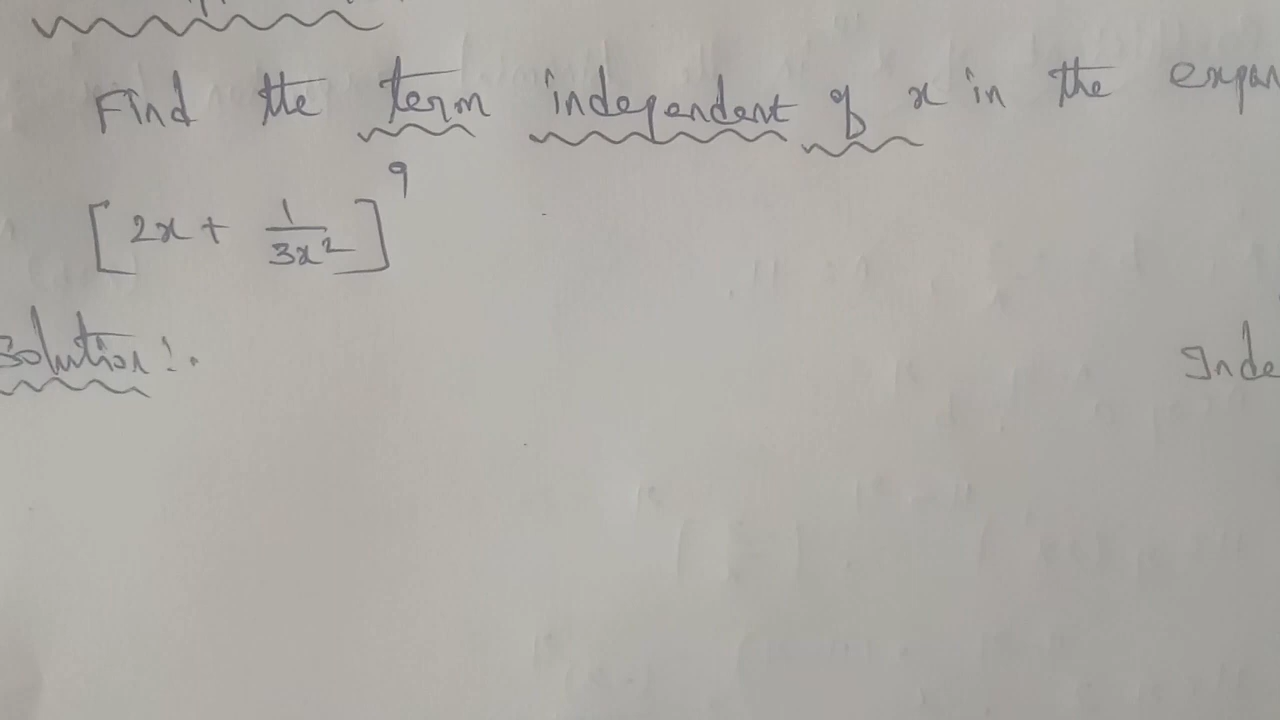 Find the term independent of x in the expan
[2x + 1/3x²]⁹
Solution:.
Inde